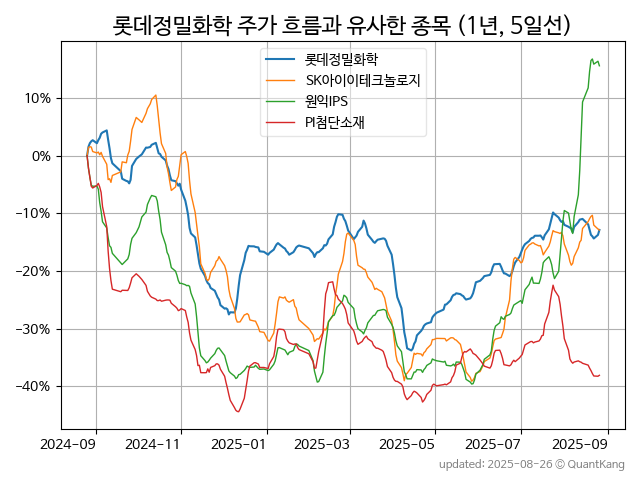 롯데정밀화학 주가 흐름과 유사한 종목 (1년, 5일선)
롯데정밀화학
SK아이이테크놀로지
원익IPS
PI첨단소재
10%
0%
−10%
−20%
−30%
−40%
2024-09 2024-11 2025-01 2025-03 2025-05 2025-07 2025-09
updated: 2025-08-26 © QuantKang